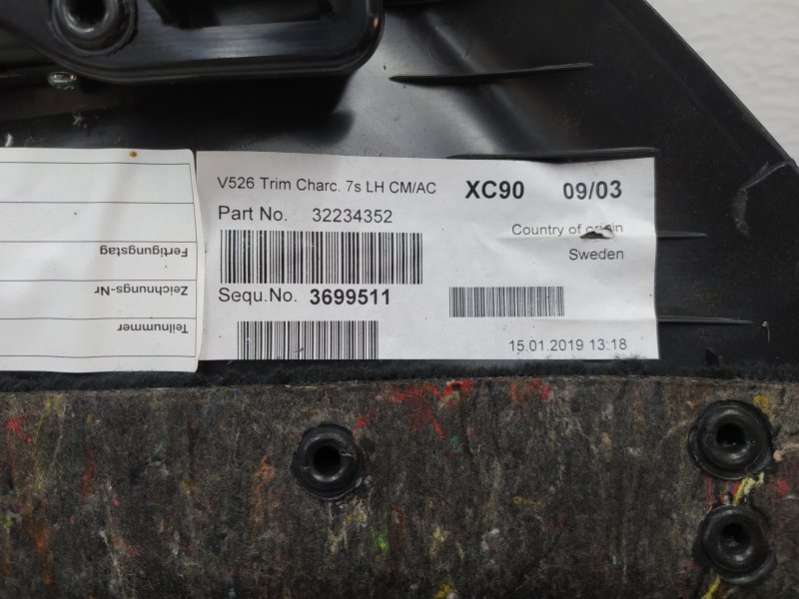 V526 Trim Charc. 7s LH CM/AC XC90 09/03
Part No. 32234352
Country of origin
Sweden
Sequ.No. 3699511
15.01.2019 13:18
Fertigungstag
Zeichnungs-Nr
Teilnummer